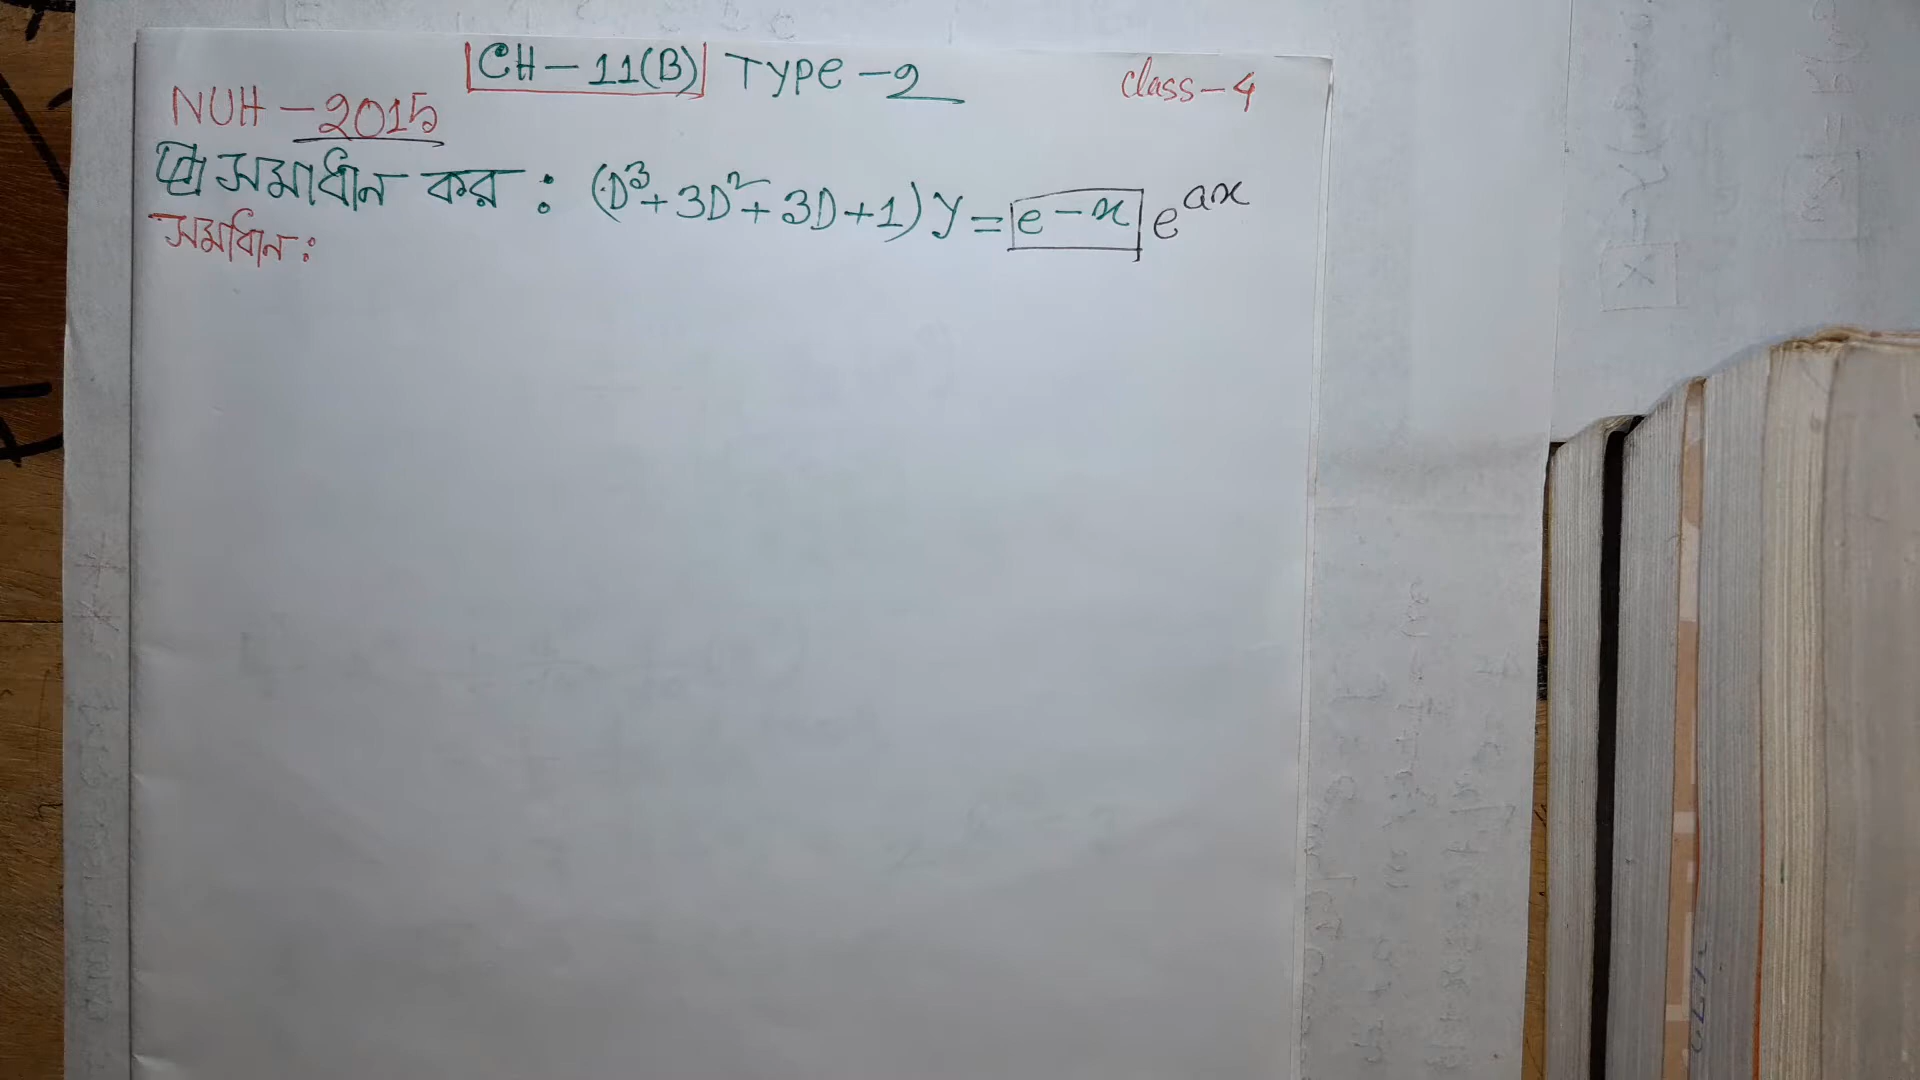 CH-11(B) Type-2
class-4
NUH-2015
সমাধান কর : (D³+3D²+3D+1)y=e-x e^ax
সমাধান: